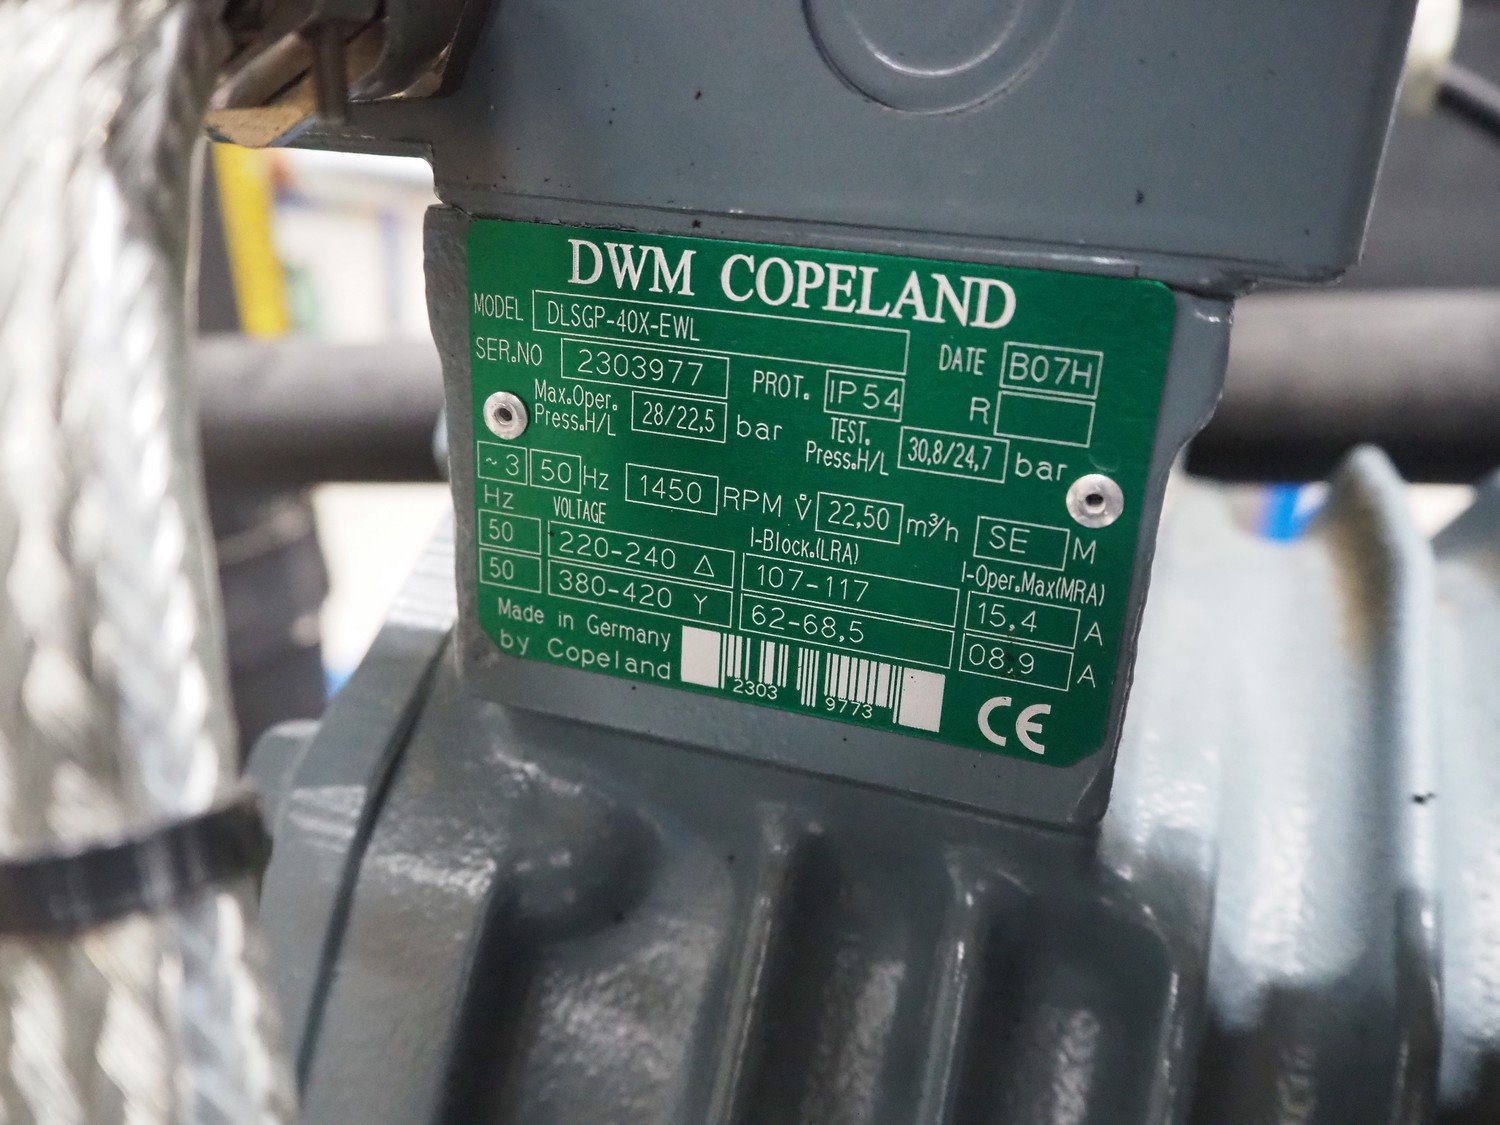 DWM COPELAND
MODEL DLSGP-40X-EWL DATE B07H
SER.NO 2303977 PROT. IP54 R
Max.Oper. Press.H/L 28/22,5 bar TEST. Press.H/L 30,8/24,7 bar
~3 50 Hz 1450 RPM V̊ 22,50 m³/h SE M
Hz VOLTAGE I-Block.(LRA) I-Oper.Max(MRA)
50 220-240 Δ 107-117 15,4 A
50 380-420 Y 62-68,5 08,9 A
Made in Germany
by Copeland
2303 9773
CE